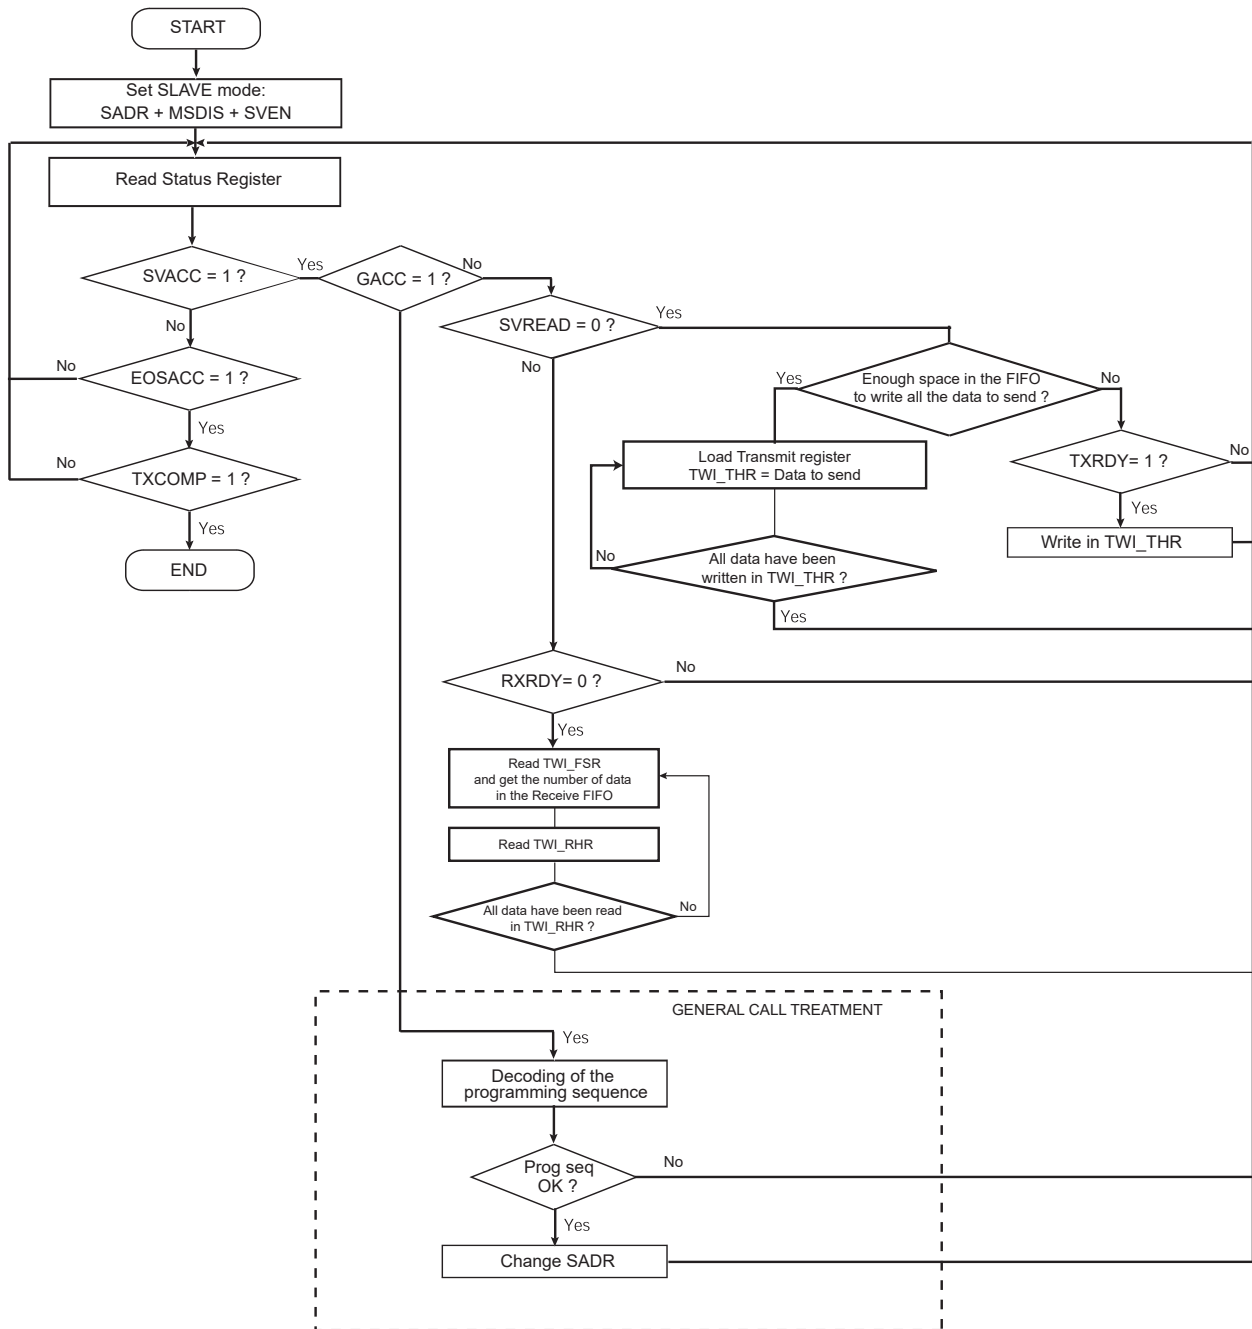 START
Set SLAVE mode:
SADR + MSDIS + SVEN
Read Status Register
SVACC = 1 ?
Yes
GACC = 1 ?
No
SVREAD = 0 ?
Yes
No
No
EOSACC = 1 ?
No
Yes
TXCOMP = 1 ?
No
Yes
END
Enough space in the FIFO
to write all the data to send ?
Yes
No
Load Transmit register
TWI_THR = Data to send
TXRDY= 1 ?
No
Yes
Write in TWI_THR
All data have been
written in TWI_THR ?
No
Yes
RXRDY= 0 ?
No
Yes
Read TWI_FSR
and get the number of data
in the Receive FIFO
Read TWI_RHR
All data have been read
in TWI_RHR ?
No
GENERAL CALL TREATMENT
Yes
Decoding of the
programming sequence
Prog seq
OK ?
No
Yes
Change SADR